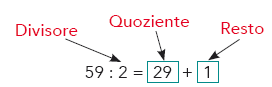 Quoziente
Divisore
Resto
59 : 2 = 29 + 1